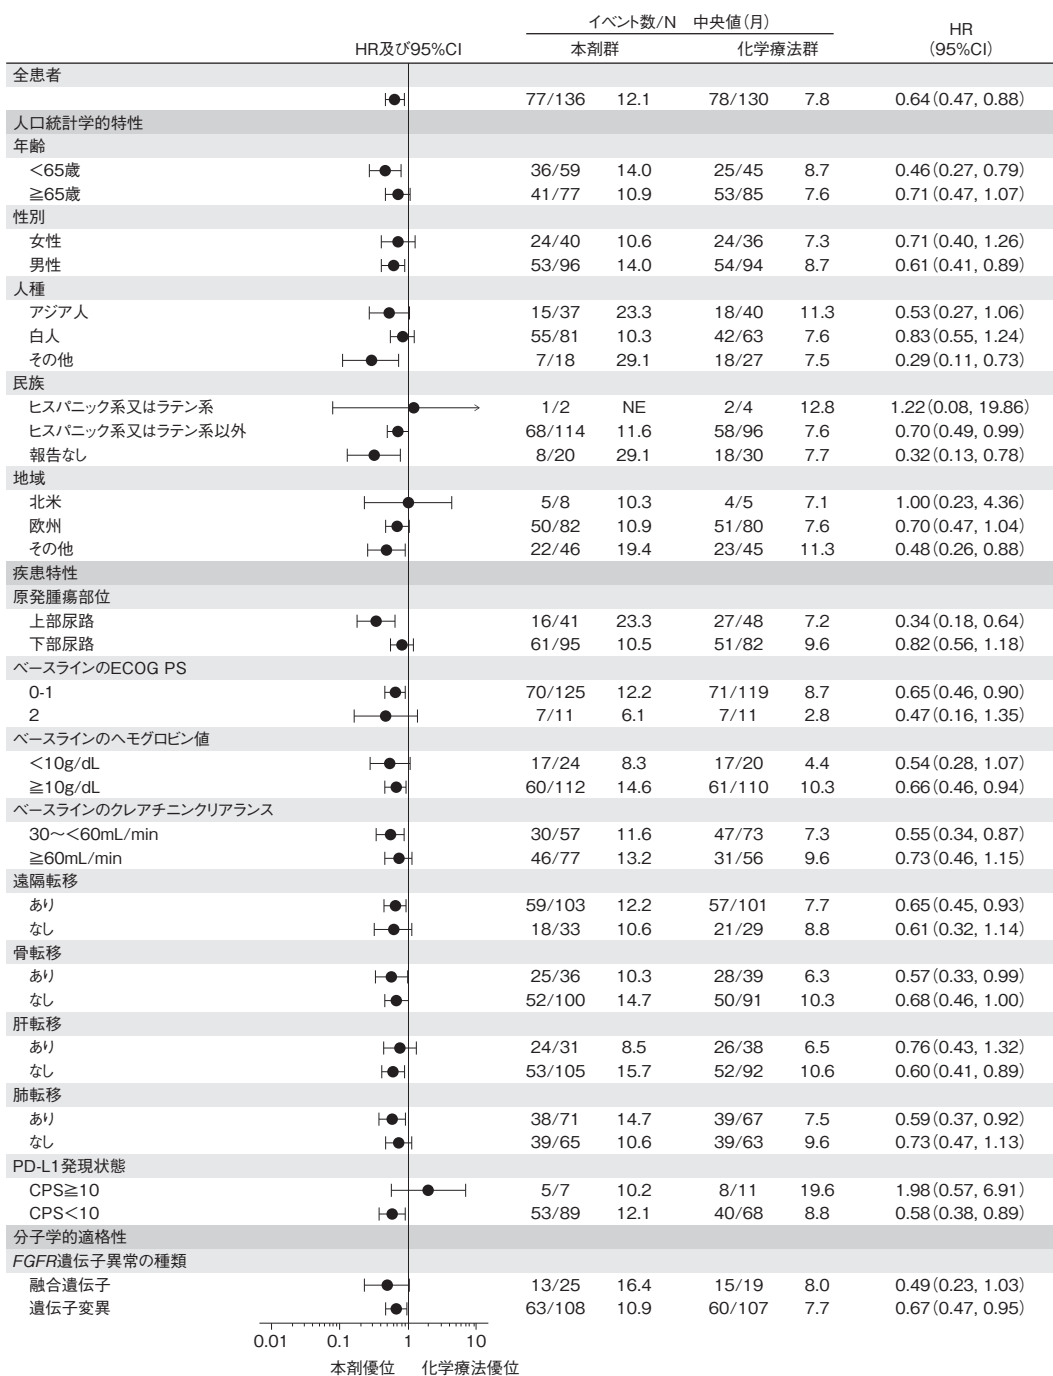 イベント数/N 中央値(月)
HR及び95%CI 本剤群 化学療法群 HR (95%CI)
全患者
77/136 12.1 78/130 7.8 0.64(0.47, 0.88)
人口統計学的特性
年齢
<65歳 36/59 14.0 25/45 8.7 0.46(0.27, 0.79)
≧65歳 41/77 10.9 53/85 7.6 0.71(0.47, 1.07)
性別
女性 24/40 10.6 24/36 7.3 0.71(0.40, 1.26)
男性 53/96 14.0 54/94 8.7 0.61(0.41, 0.89)
人種
アジア人 15/37 23.3 18/40 11.3 0.53(0.27, 1.06)
白人 55/81 10.3 42/63 7.6 0.83(0.55, 1.24)
その他 7/18 29.1 18/27 7.5 0.29(0.11, 0.73)
民族
ヒスパニック系又はラテン系 1/2 NE 2/4 12.8 1.22(0.08, 19.86)
ヒスパニック系又はラテン系以外 68/114 11.6 58/96 7.6 0.70(0.49, 0.99)
報告なし 8/20 29.1 18/30 7.7 0.32(0.13, 0.78)
地域
北米 5/8 10.3 4/5 7.1 1.00(0.23, 4.36)
欧州 50/82 10.9 51/80 7.6 0.70(0.47, 1.04)
その他 22/46 19.4 23/45 11.3 0.48(0.26, 0.88)
疾患特性
原発腫瘍部位
上部尿路 16/41 23.3 27/48 7.2 0.34(0.18, 0.64)
下部尿路 61/95 10.5 51/82 9.6 0.82(0.56, 1.18)
ベースラインのECOG PS
0-1 70/125 12.2 71/119 8.7 0.65(0.46, 0.90)
2 7/11 6.1 7/11 2.8 0.47(0.16, 1.35)
ベースラインのヘモグロビン値
<10g/dL 17/24 8.3 17/20 4.4 0.54(0.28, 1.07)
≧10g/dL 60/112 14.6 61/110 10.3 0.66(0.46, 0.94)
ベースラインのクレアチニンクリアランス
30〜<60mL/min 30/57 11.6 47/73 7.3 0.55(0.34, 0.87)
≧60mL/min 46/77 13.2 31/56 9.6 0.73(0.46, 1.15)
遠隔転移
あり 59/103 12.2 57/101 7.7 0.65(0.45, 0.93)
なし 18/33 10.6 21/29 8.8 0.61(0.32, 1.14)
骨転移
あり 25/36 10.3 28/39 6.3 0.57(0.33, 0.99)
なし 52/100 14.7 50/91 10.3 0.68(0.46, 1.00)
肝転移
あり 24/31 8.5 26/38 6.5 0.76(0.43, 1.32)
なし 53/105 15.7 52/92 10.6 0.60(0.41, 0.89)
肺転移
あり 38/71 14.7 39/67 7.5 0.59(0.37, 0.92)
なし 39/65 10.6 39/63 9.6 0.73(0.47, 1.13)
PD-L1発現状態
CPS≧10 5/7 10.2 8/11 19.6 1.98(0.57, 6.91)
CPS<10 53/89 12.1 40/68 8.8 0.58(0.38, 0.89)
分子学的適格性
FGFR遺伝子異常の種類
融合遺伝子 13/25 16.4 15/19 8.0 0.49(0.23, 1.03)
遺伝子変異 63/108 10.9 60/107 7.7 0.67(0.47, 0.95)
0.01 0.1 1 10
本剤優位 化学療法優位